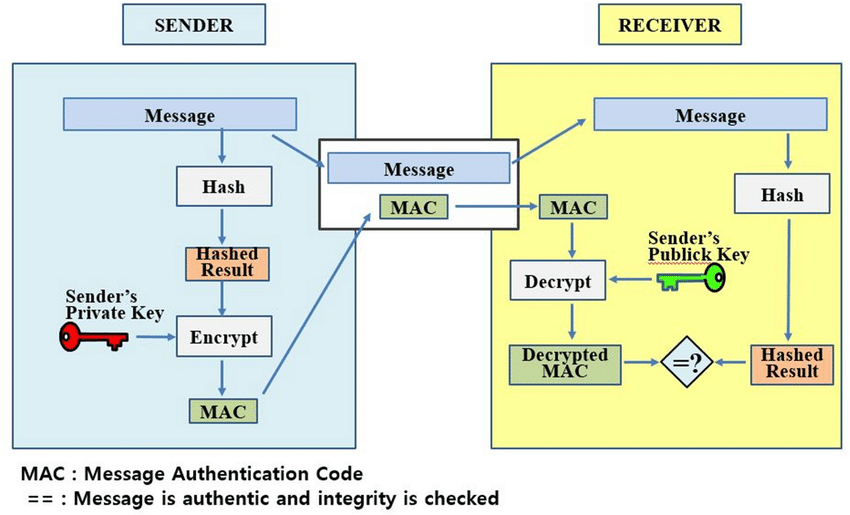 SENDER
RECEIVER
Message
Message
Message
Hash
Hash
MAC
MAC
Hashed
Result
Sender's
Publick Key
Sender's
Private Key
Decrypt
Encrypt
Decrypted
MAC
=?
Hashed
Result
MAC
MAC : Message Authentication Code
== : Message is authentic and integrity is checked